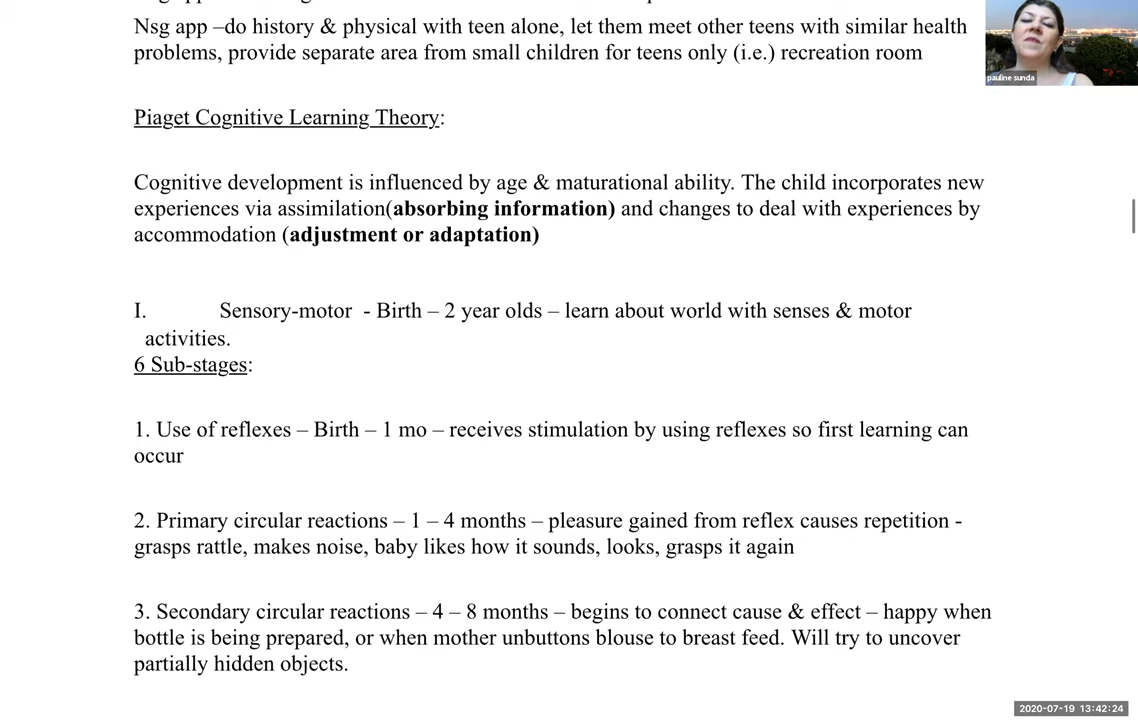 Nsg app –do history & physical with teen alone, let them meet other teens with similar health
problems, provide separate area from small children for teens only (i.e.) recreation room
pauline sunda
Piaget Cognitive Learning Theory:
Cognitive development is influenced by age & maturational ability. The child incorporates new
experiences via assimilation(absorbing information) and changes to deal with experiences by
accommodation (adjustment or adaptation)
I. Sensory-motor - Birth – 2 year olds – learn about world with senses & motor
activities.
6 Sub-stages:
1. Use of reflexes – Birth – 1 mo – receives stimulation by using reflexes so first learning can
occur
2. Primary circular reactions – 1 – 4 months – pleasure gained from reflex causes repetition -
grasps rattle, makes noise, baby likes how it sounds, looks, grasps it again
3. Secondary circular reactions – 4 – 8 months – begins to connect cause & effect – happy when
bottle is being prepared, or when mother unbuttons blouse to breast feed. Will try to uncover
partially hidden objects.
2020-07-19 13:42:24